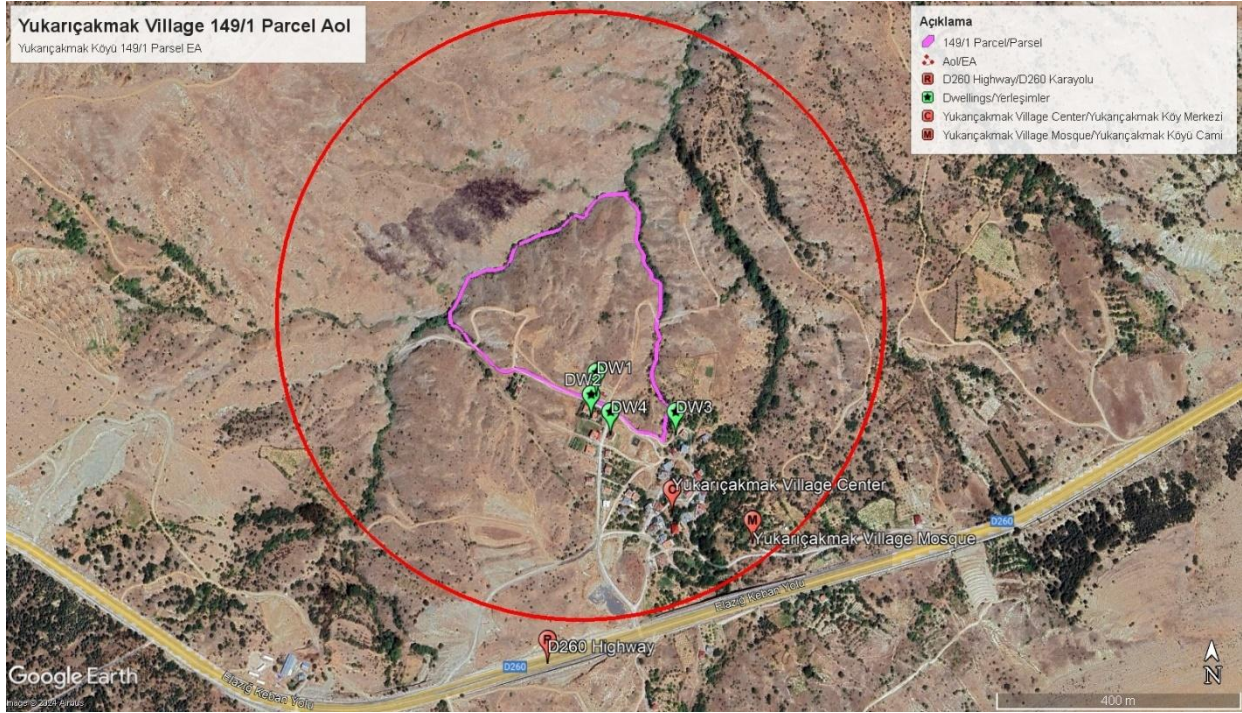 Yukarıçakmak Village 149/1 Parcel AoI
Yukarıçakmak Köyü 149/1 Parsel EA
Açıklama
149/1 Parcel/Parsel
AoI/EA
R D260 Highway/D260 Karayolu
Dwellings/Yerleşimler
C Yukarıçakmak Village Center/Yukarıçakmak Köy Merkezi
M Yukarıçakmak Village Mosque/Yukarıçakmak Köyü Cami
DW1
DW2
DW4
DW3
C
Yukarıçakmak Village Center
M
Yukarıçakmak Village Mosque
D260
Elazığ Keban Yolu
R
D260 Highway
D260
Elazığ Keban Yolu
Google Earth
Image © 2024 Airbus
N
400 m